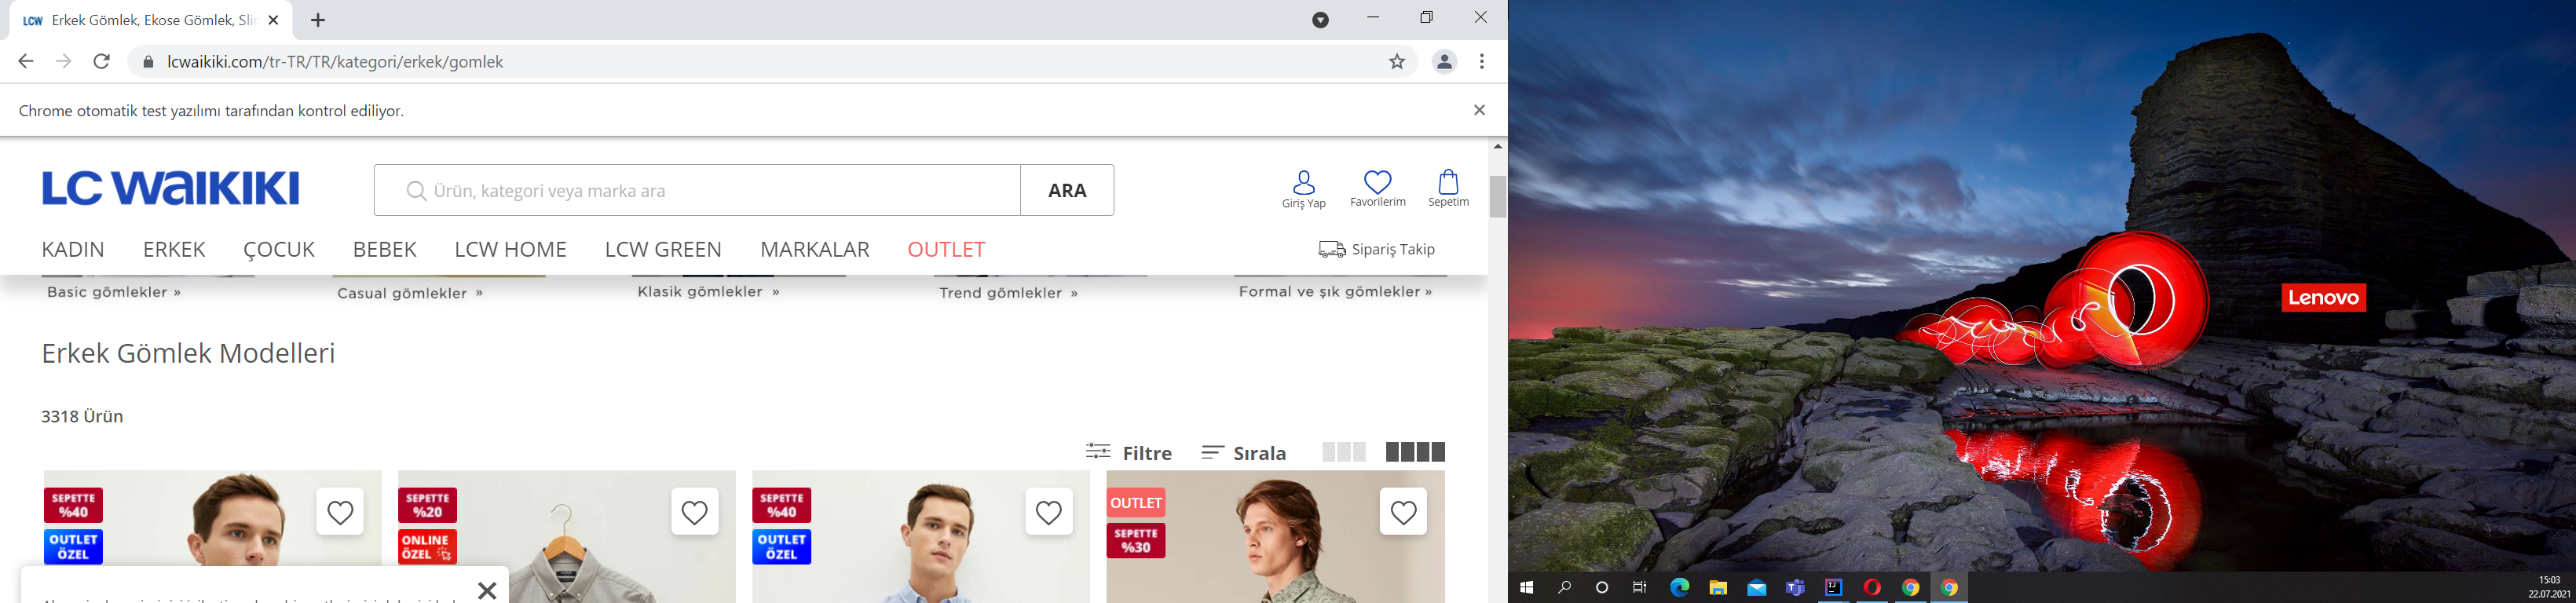 LCW Erkek Gömlek, Ekose Gömlek, Slir
lcwaikiki.com/tr-TR/TR/kategori/erkek/gomlek
Chrome otomatik test yazılımı tarafından kontrol ediliyor.
LC WAIKIKI
Ürün, kategori veya marka ara
ARA
Giriş Yap
Favorilerim
Sepetim
KADIN ERKEK ÇOCUK BEBEK LCW HOME LCW GREEN MARKALAR OUTLET
Sipariş Takip
Basic gömlekler »
Casual gömlekler »
Klasik gömlekler »
Trend gömlekler »
Formal ve şık gömlekler »
Erkek Gömlek Modelleri
3318 Ürün
Filtre
Sırala
SEPETTE
%40
OUTLET
ÖZEL
SEPETTE
%20
ONLINE
ÖZEL
SEPETTE
%40
OUTLET
ÖZEL
OUTLET
SEPETTE
%30
Lenovo
15:03
22.07.2021